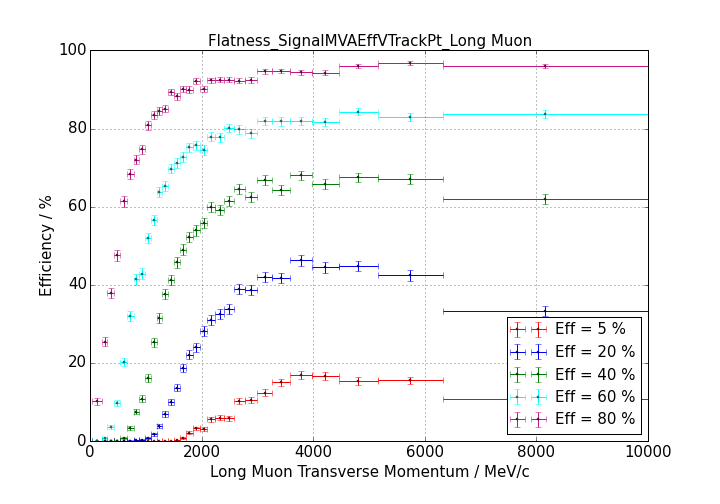 Flatness_SignalMVAEffVTrackPt_Long Muon
100
80
60
40
20
0
Efficiency / %
0 2000 4000 6000 8000 10000
Long Muon Transverse Momentum / MeV/c
Eff = 5 %
Eff = 20 %
Eff = 40 %
Eff = 60 %
Eff = 80 %